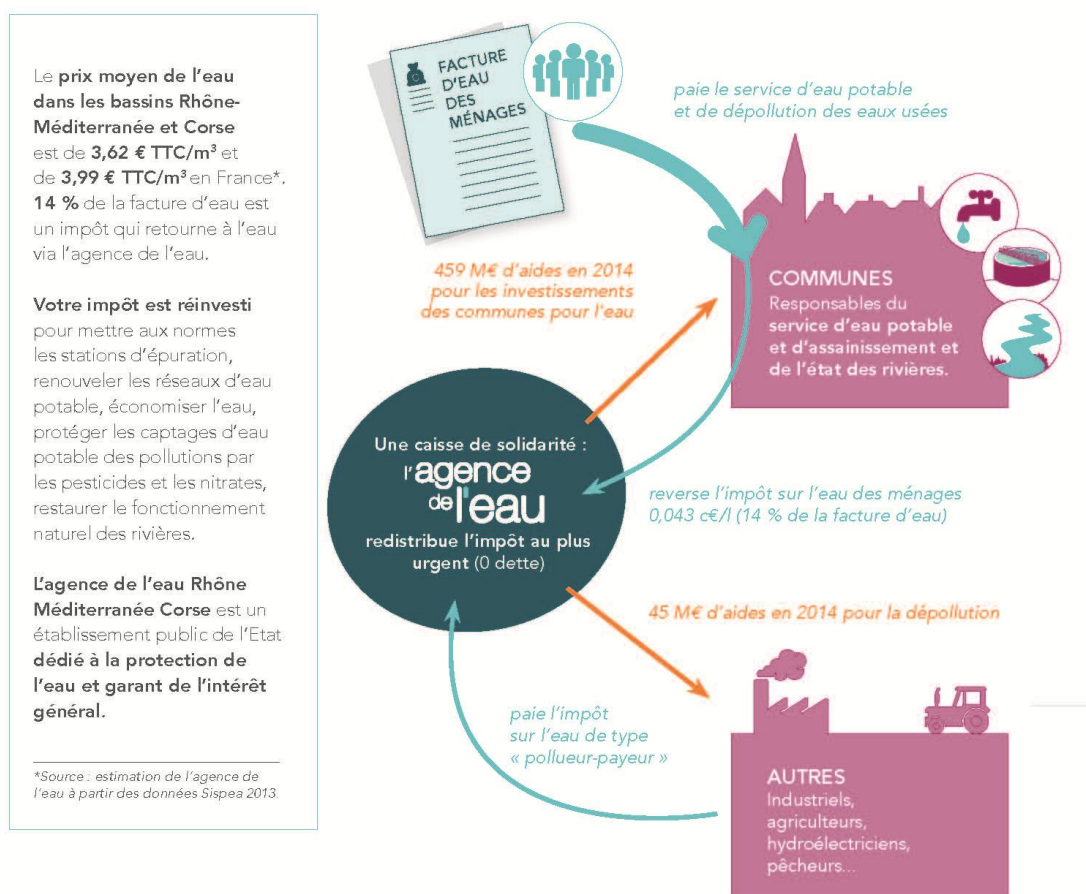 Le prix moyen de l'eau
dans les bassins Rhône-
Méditerranée et Corse
est de 3,62 € TTC/m³ et
de 3,99 € TTC/m³ en France*.
14 % de la facture d'eau est
un impôt qui retourne à l'eau
via l'agence de l'eau.
Votre impôt est réinvesti
pour mettre aux normes
les stations d'épuration,
renouveler les réseaux d'eau
potable, économiser l'eau,
protéger les captages d'eau
potable des pollutions par
les pesticides et les nitrates,
restaurer le fonctionnement
naturel des rivières.
L'agence de l'eau Rhône
Méditerranée Corse est un
établissement public de l'Etat
dédié à la protection de
l'eau et garant de l'intérêt
général.
*Source : estimation de l'agence de
l'eau à partir des données Sispea 2013.
FACTURE
D'EAU
DES
MÉNAGES
paie le service d'eau potable
et de dépollution des eaux usées
459 M€ d'aides en 2014
pour les investissements
des communes pour l'eau
COMMUNES
Responsables du
service d'eau potable
et d'assainissement et
de l'état des rivières.
Une caisse de solidarité :
l'agence
de l'eau
redistribue l'impôt au plus
urgent (0 dette)
reverse l'impôt sur l'eau des ménages
0,043 c€/l (14 % de la facture d'eau)
45 M€ d'aides en 2014 pour la dépollution
paie l'impôt
sur l'eau de type
« pollueur-payeur »
AUTRES
Industriels,
agriculteurs,
hydroélectriciens,
pêcheurs...